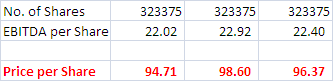 No. of Shares 323375 323375 323375
EBITDA per Share 22.02 22.92 22.40
Price per Share 94.71 98.60 96.37